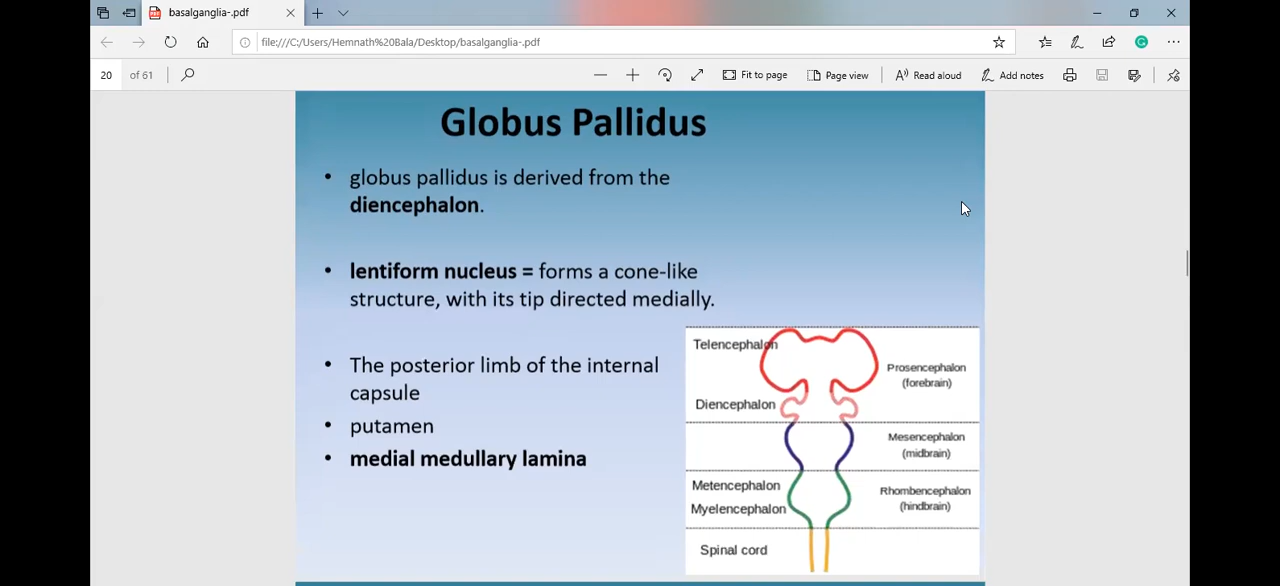 basalganglia-.pdf
file:///C:/Users/Hemnath%20Bala/Desktop/basalganglia-.pdf
20 of 61
Fit to page
Page view
Read aloud
Add notes
Globus Pallidus
• globus pallidus is derived from the
diencephalon.
• lentiform nucleus = forms a cone-like
structure, with its tip directed medially.
• The posterior limb of the internal
capsule
• putamen
• medial medullary lamina
Telencephalon
Prosencephalon
(forebrain)
Diencephalon
Mesencephalon
(midbrain)
Metencephalon
Myelencephalon
Rhombencephalon
(hindbrain)
Spinal cord